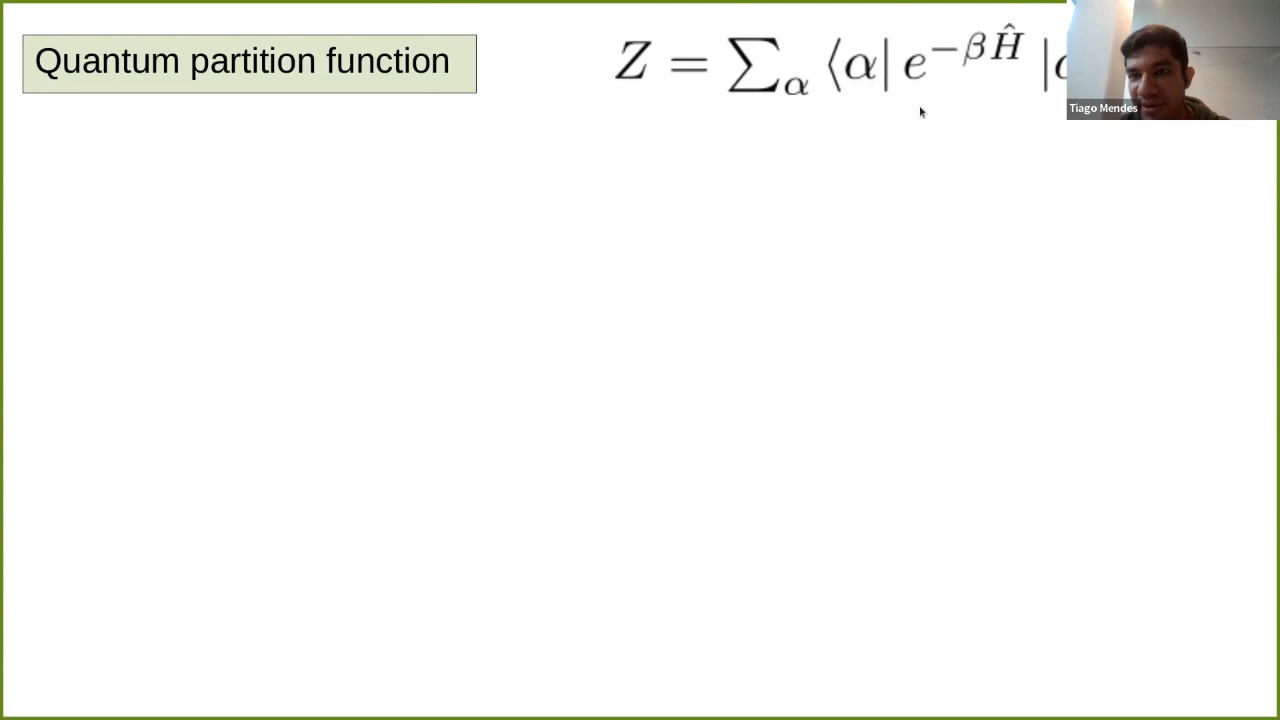 Quantum partition function
Z = ∑_α ⟨α| e^{−βĤ} |
Tiago Mendes